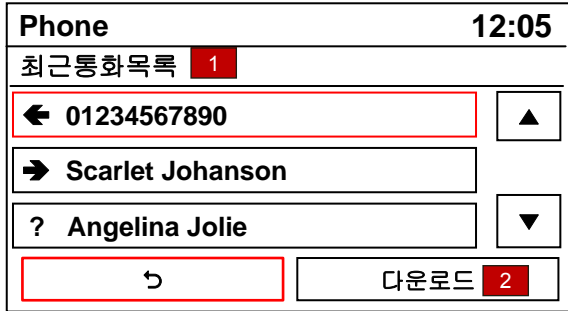 Phone 12:05
최근통화목록 1
🡸 01234567890 ▲
🡺 Scarlet Johanson
? Angelina Jolie ▼
⮌ 다운로드 2